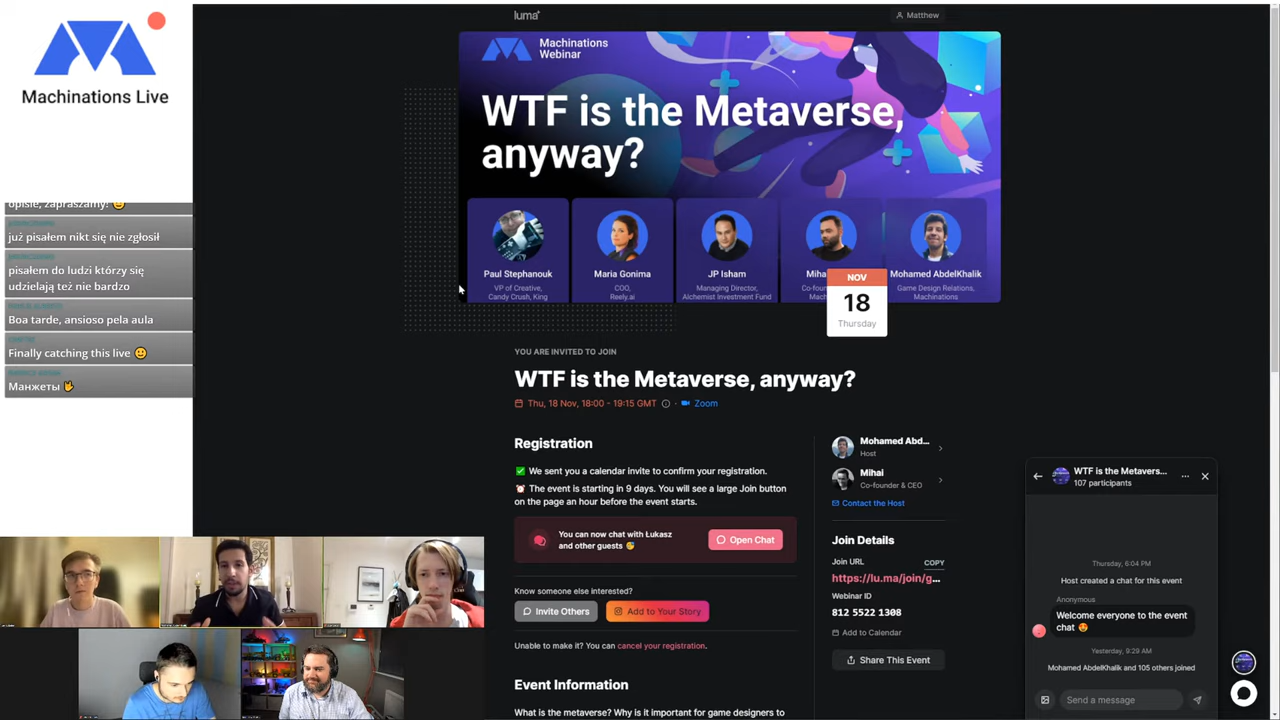 Machinations Live
opisie, zapraszamy! 😀
już pisałem nikt się nie zgłosił
pisałem do ludzi którzy się
udzielają też nie bardzo
Boa tarde, ansioso pela aula
Finally catching this live 🙂
Манжеты 🤟
luma
Matthew
Machinations
Webinar
WTF is the Metaverse,
anyway?
Paul Stephanouk
VP of Creative,
Candy Crush, King
Maria Gonima
COO,
Reely.ai
JP Isham
Managing Director,
Alchemist Investment Fund
Mohamed AbdelKhalik
Game Design Relations,
Machinations
NOV
18
Thursday
YOU ARE INVITED TO JOIN
WTF is the Metaverse, anyway?
Thu, 18 Nov, 18:00 - 19:15 GMT · Zoom
Registration
✅ We sent you a calendar invite to confirm your registration.
⏰ The event is starting in 9 days. You will see a large Join button
on the page an hour before the event starts.
You can now chat with Łukasz
and other guests
Open Chat
Know someone else interested?
Invite Others
Add to Your Story
Unable to make it? You can cancel your registration.
Event Information
What is the metaverse? Why is it important for game designers to
Mohamed Abd...
Host
Mihai
Co-founder & CEO
Contact the Host
Join Details
Join URL
COPY
https://lu.ma/join/g...
Webinar ID
812 5522 1308
Add to Calendar
Share This Event
WTF is the Metavers...
107 participants
Thursday, 6:04 PM
Host created a chat for this event
Anonymous
Welcome everyone to the event
chat 😍
Yesterday, 9:29 AM
Mohamed AbdelKhalik and 105 others joined
Send a message